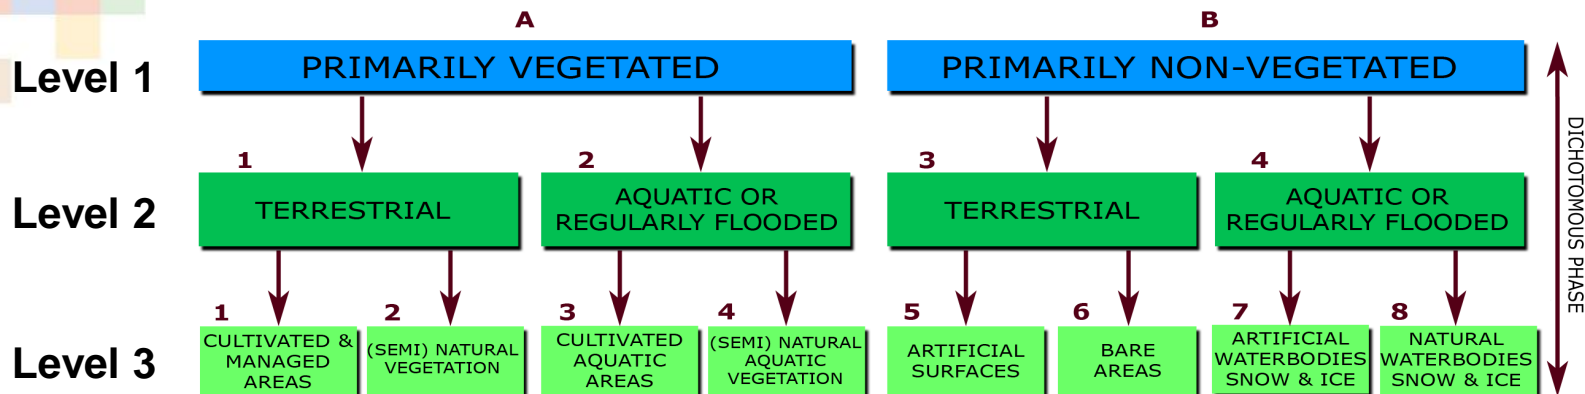 A
B
Level 1
PRIMARILY VEGETATED
PRIMARILY NON-VEGETATED
1
2
3
4
Level 2
TERRESTRIAL
AQUATIC OR
REGULARLY FLOODED
TERRESTRIAL
AQUATIC OR
REGULARLY FLOODED
1
2
3
4
5
6
7
8
Level 3
CULTIVATED &
MANAGED
AREAS
(SEMI) NATURAL
VEGETATION
CULTIVATED
AQUATIC
AREAS
(SEMI) NATURAL
AQUATIC
VEGETATION
ARTIFICIAL
SURFACES
BARE
AREAS
ARTIFICIAL
WATERBODIES
SNOW & ICE
NATURAL
WATERBODIES
SNOW & ICE
DICHOTOMOUS PHASE